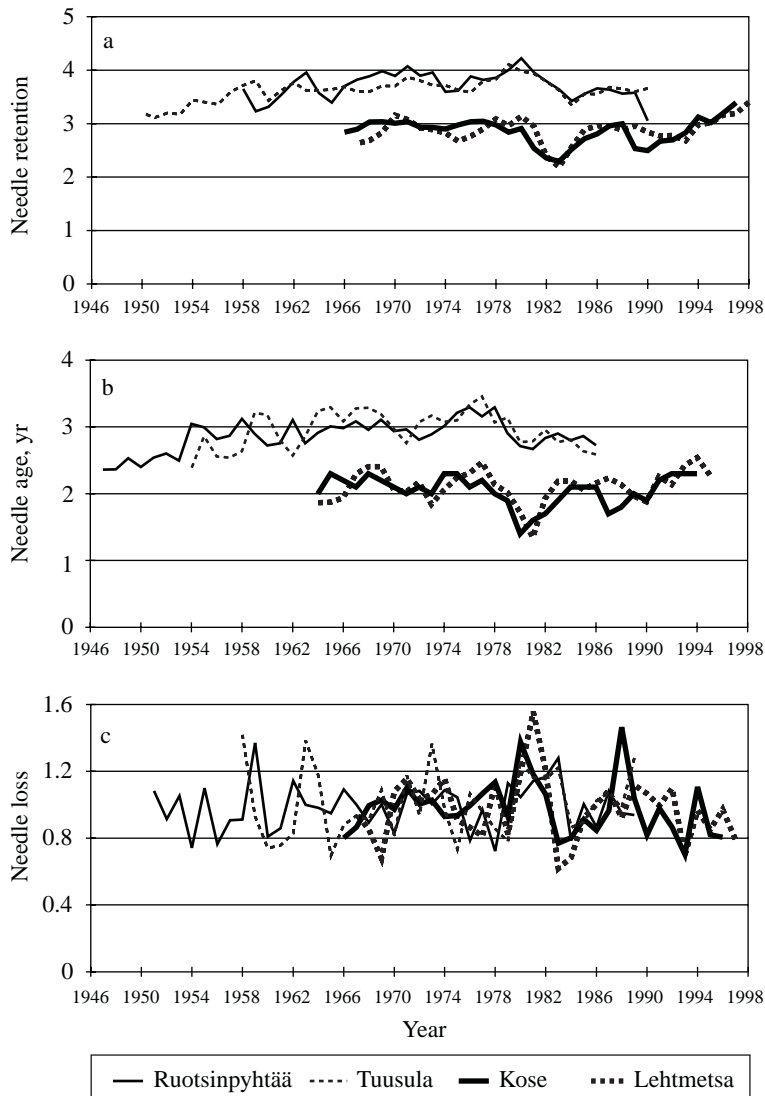 5
a
4
3
2
1
0
Needle retention
1946 1950 1954 1958 1962 1966 1970 1974 1978 1982 1986 1990 1994 1998
4
b
3
2
1
0
Needle age, yr
1946 1950 1954 1958 1962 1966 1970 1974 1978 1982 1986 1990 1994 1998
1.6
c
1.2
0.8
0.4
0
Needle loss
1946 1950 1954 1958 1962 1966 1970 1974 1978 1982 1986 1990 1994 1998
Year
Ruotsinpyhtää Tuusula Kose Lehtmetsa